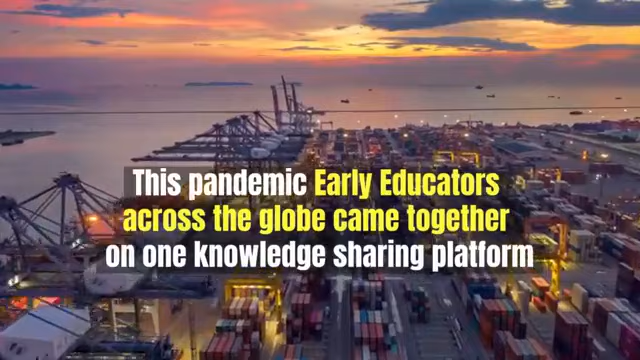 This pandemic Early Educators
across the globe came together
on one knowledge sharing platform